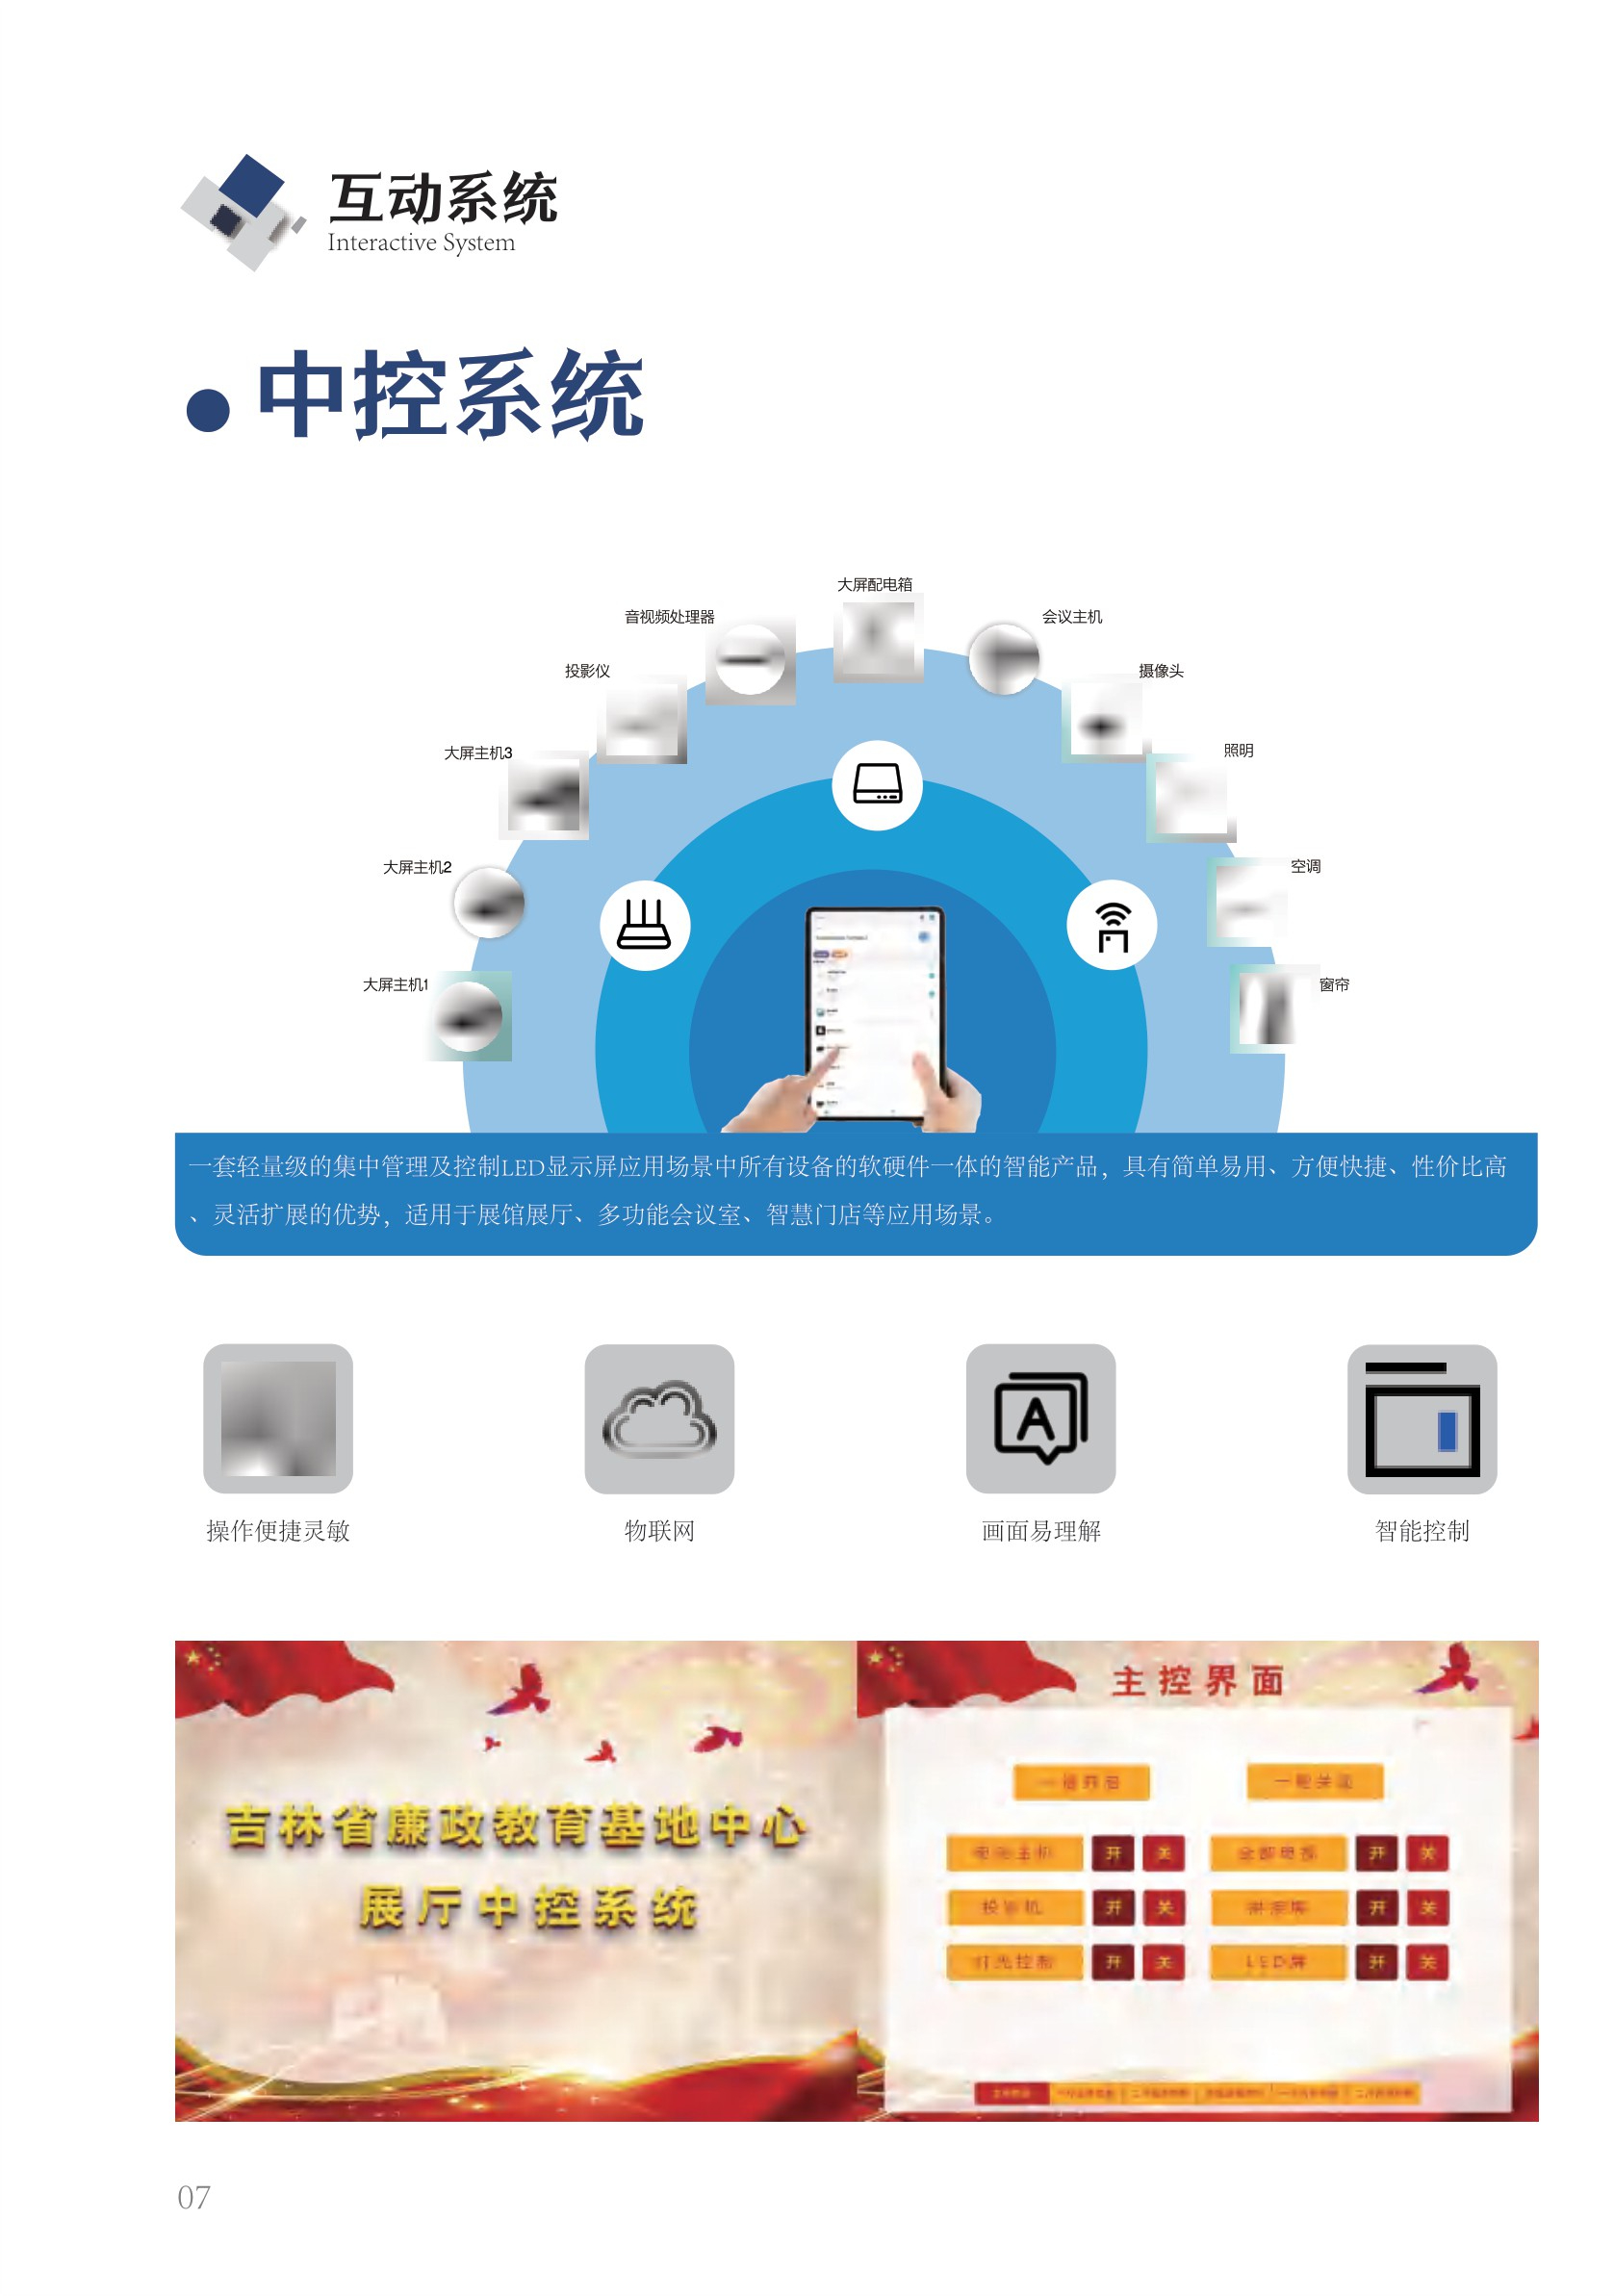 互动系统
Interactive System
中控系统
大屏配电箱
音视频处理器
会议主机
投影仪
摄像头
大屏主机3
照明
大屏主机2
空调
大屏主机1
窗帘
一套轻量级的集中管理及控制LED显示屏应用场景中所有设备的软硬件一体的智能产品，具有简单易用、方便快捷、性价比高
、灵活扩展的优势，适用于展馆展厅、多功能会议室、智慧门店等应用场景。
操作便捷灵敏
物联网
画面易理解
智能控制
吉林省廉政教育基地中心
展厅中控系统
主控界面
开 关 开 关
投影机 开 关 开 关
灯光控制 开 关 LED屏 开 关
07